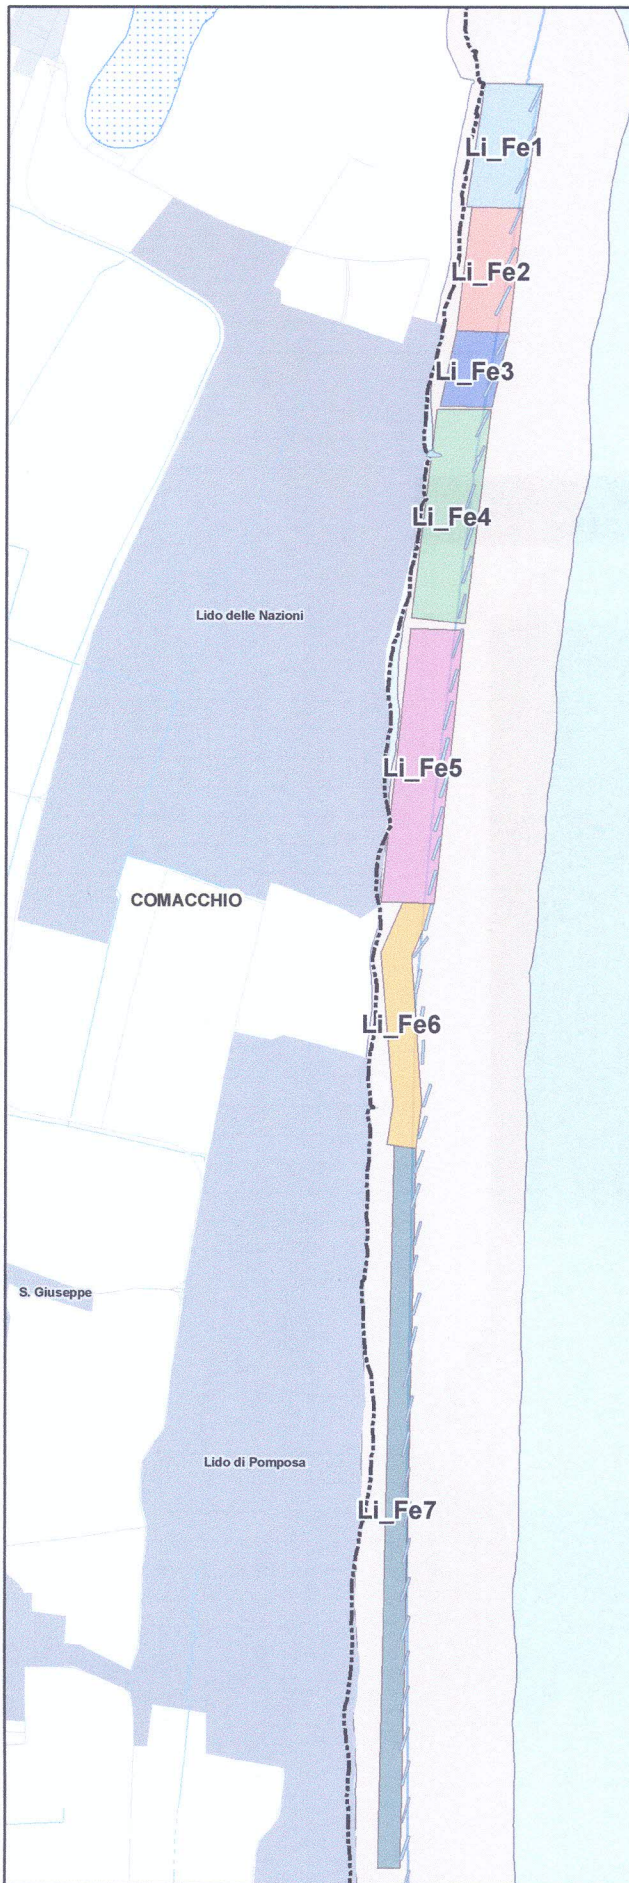 Li_Fe1
Li_Fe2
Li_Fe3
Li_Fe4
Lido delle Nazioni
Li_Fe5
COMACCHIO
Li_Fe6
S. Giuseppe
Lido di Pomposa
Li_Fe7